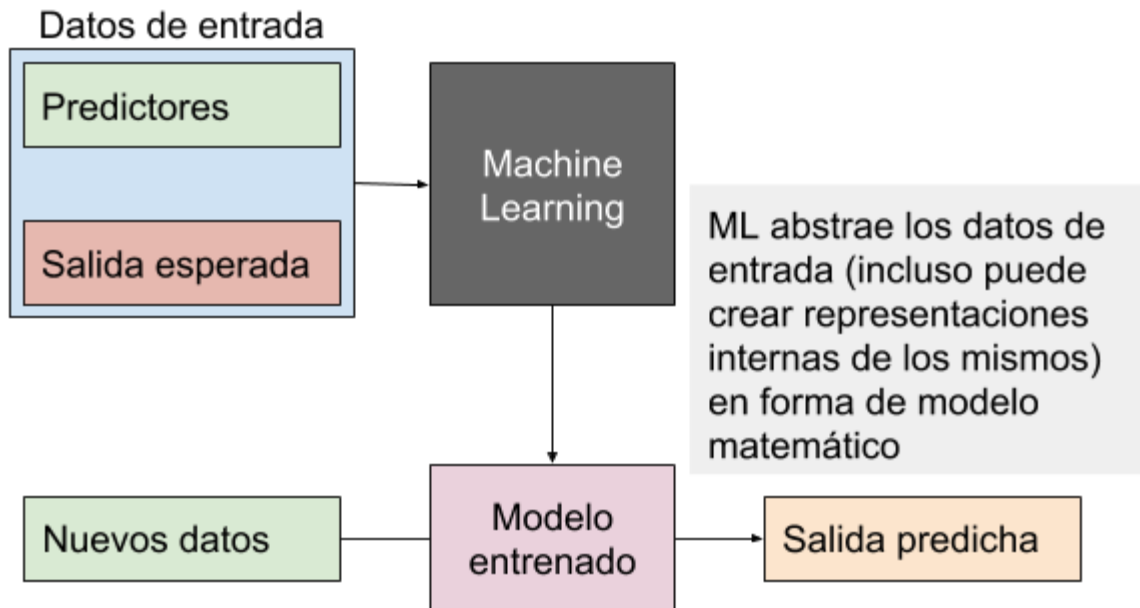 Datos de entrada
Predictores
Salida esperada
Machine
Learning
ML abstrae los datos de
entrada (incluso puede
crear representaciones
internas de los mismos)
en forma de modelo
matemático
Nuevos datos
Modelo
entrenado
Salida predicha